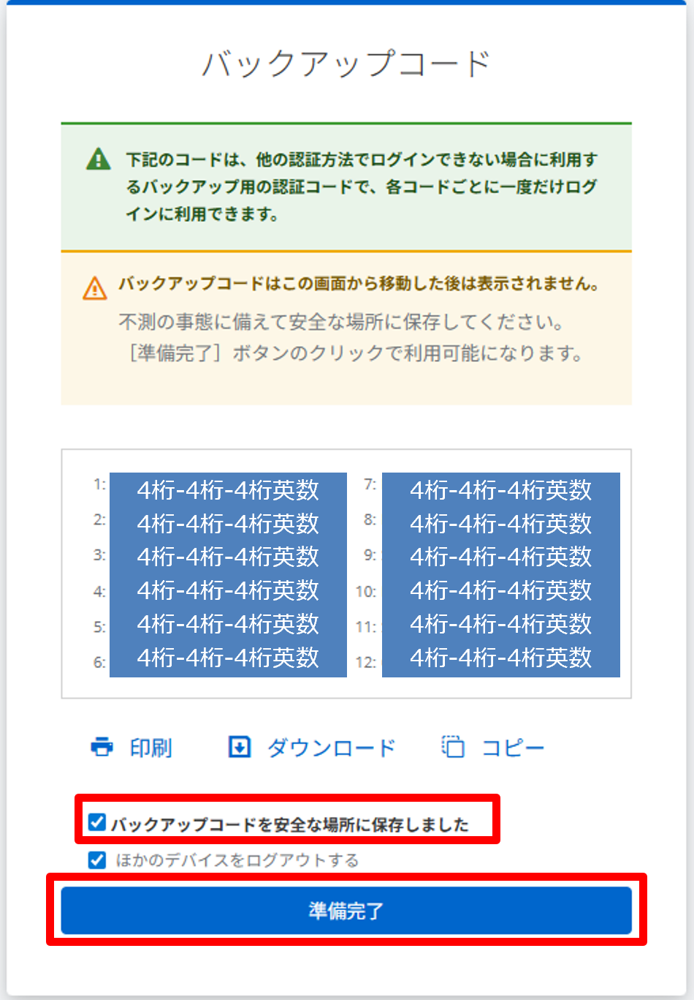 バックアップコード
下記のコードは、他の認証方法でログインできない場合に利用す
るバックアップ用の認証コードで、各コードごとに一度だけログ
インに利用できます。
バックアップコードはこの画面から移動した後は表示されません。
不測の事態に備えて安全な場所に保存してください。
［準備完了］ボタンのクリックで利用可能になります。
1: 4桁-4桁-4桁英数 7: 4桁-4桁-4桁英数
2: 4桁-4桁-4桁英数 8: 4桁-4桁-4桁英数
3: 4桁-4桁-4桁英数 9: 4桁-4桁-4桁英数
4: 4桁-4桁-4桁英数 10: 4桁-4桁-4桁英数
5: 4桁-4桁-4桁英数 11: 4桁-4桁-4桁英数
6: 4桁-4桁-4桁英数 12: 4桁-4桁-4桁英数
印刷 ダウンロード コピー
バックアップコードを安全な場所に保存しました
ほかのデバイスをログアウトする
準備完了